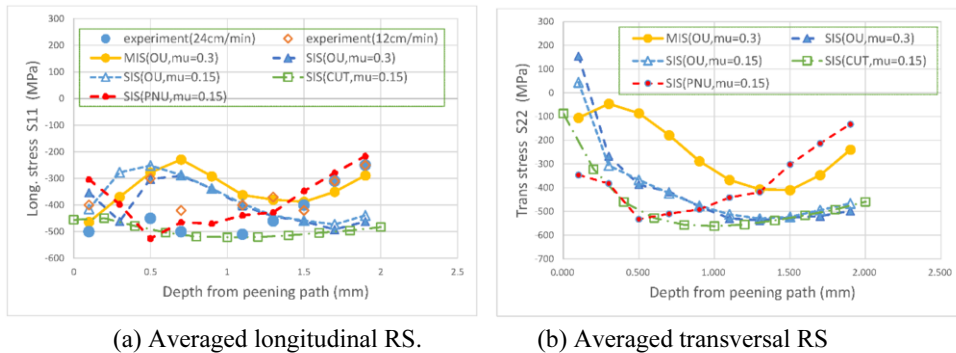 300
200
100
0
-100
-200
-300
-400
-500
-600
Long, stress S11 (MPa)
experiment(24cm/min)
experiment(12cm/min)
MIS(OU,mu=0.3)
SIS(OU,mu=0.3)
SIS(OU,mu=0.15)
SIS(CUT,mu=0.15)
SIS(PNU,mu=0.15)
0 0.5 1 1.5 2 2.5
Depth from peening path (mm)
(a) Averaged longitudinal RS.
300
200
100
0
100
200
300
400
500
600
700
Trans stress S22 (MPa)
MIS(OU,mu=0.3)
SIS(OU,mu=0.3)
SIS(OU,mu=0.15)
SIS(CUT,mu=0.15)
SIS(PNU,mu=0.15)
0.000 0.500 1.000 1.500 2.000 2.500
Depth from peening path (mm)
(b) Averaged transversal RS